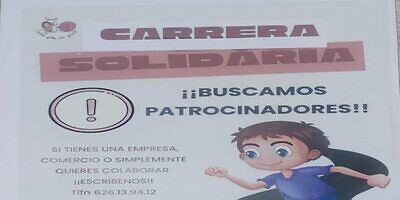 CARRERA
SOLIDARIA
¡¡BUSCAMOS
PATROCINADORES!!
SI TIENES UNA EMPRESA,
COMERCIO O SIMPLEMENTE
QUIERES COLABORAR
¡¡ESCRÍBENOS!!
Tlfn 626.13.94.12